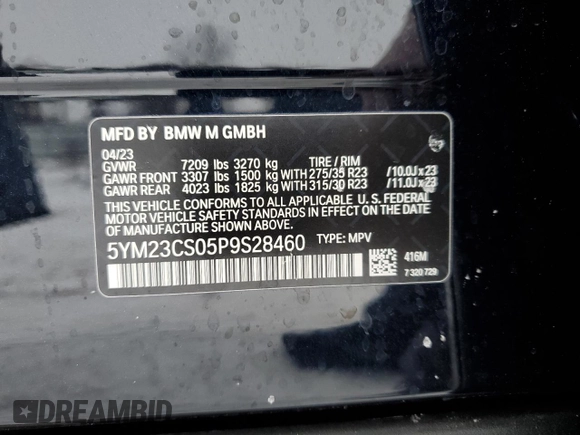 MFD BY BMW M GMBH
04/23
GVWR 7209 lbs 3270 kg TIRE / RIM
GAWR FRONT 3307 lbs 1500 kg WITH 275/35 R23 / 10.0J x 23
GAWR REAR 4023 lbs 1825 kg WITH 315/30 R23 / 11.0J x 23
THIS VEHICLE CONFORMS TO ALL APPLICABLE U. S. FEDERAL
MOTOR VEHICLE SAFETY STANDARDS IN EFFECT ON THE DATE
OF MANUFACTURE SHOWN ABOVE.
5YM23CS05P9S28460 TYPE: MPV
416M
7 320 729
DREAMBID